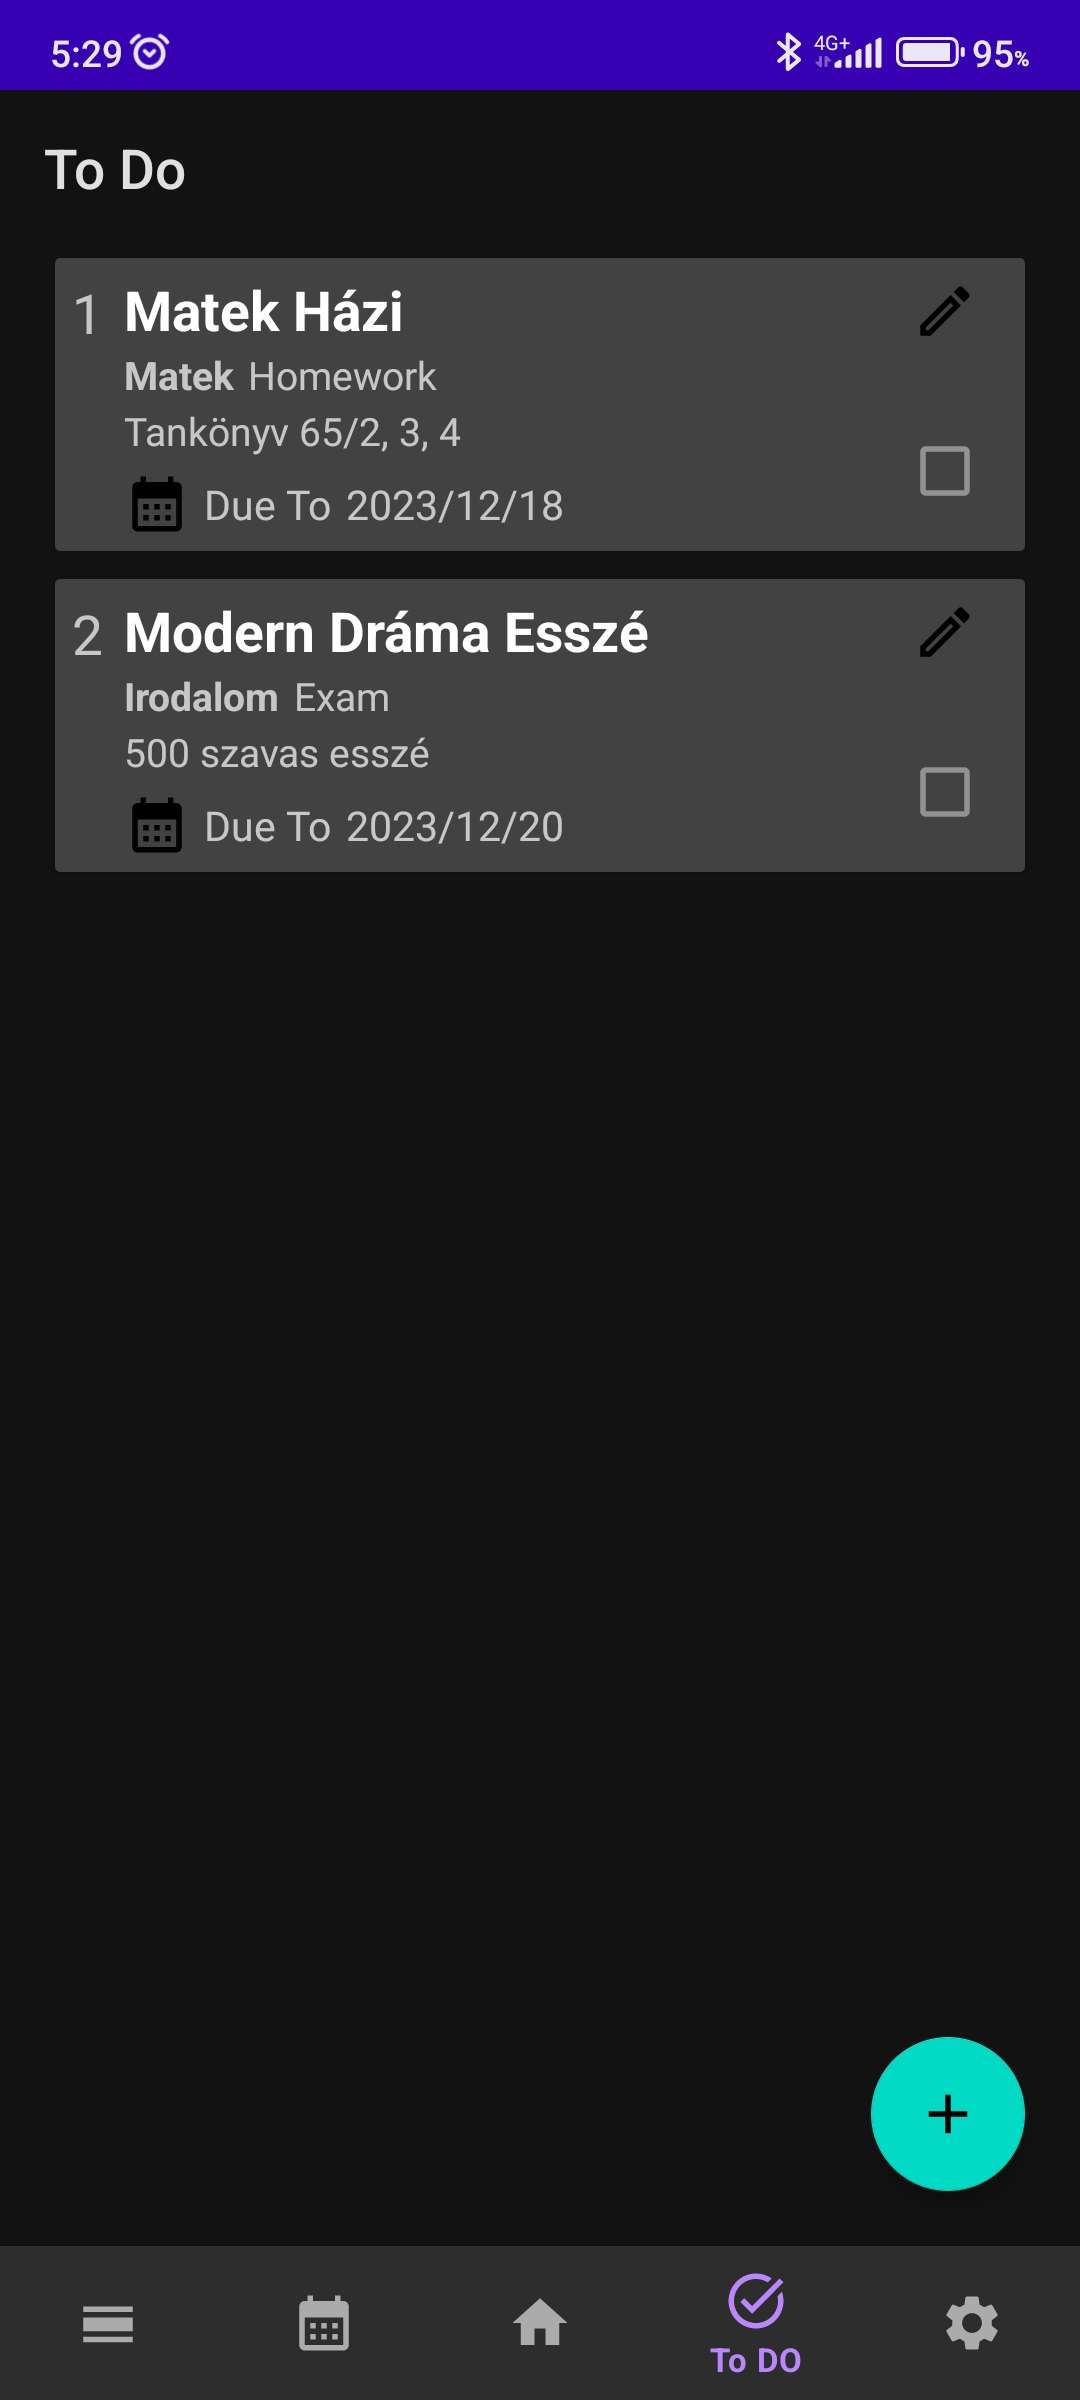 5:29 4G+ 95%
To Do
1 Matek Házi
Matek Homework
Tankönyv 65/2, 3, 4
Due To 2023/12/18
2 Modern Dráma Esszé
Irodalom Exam
500 szavas esszé
Due To 2023/12/20
To DO